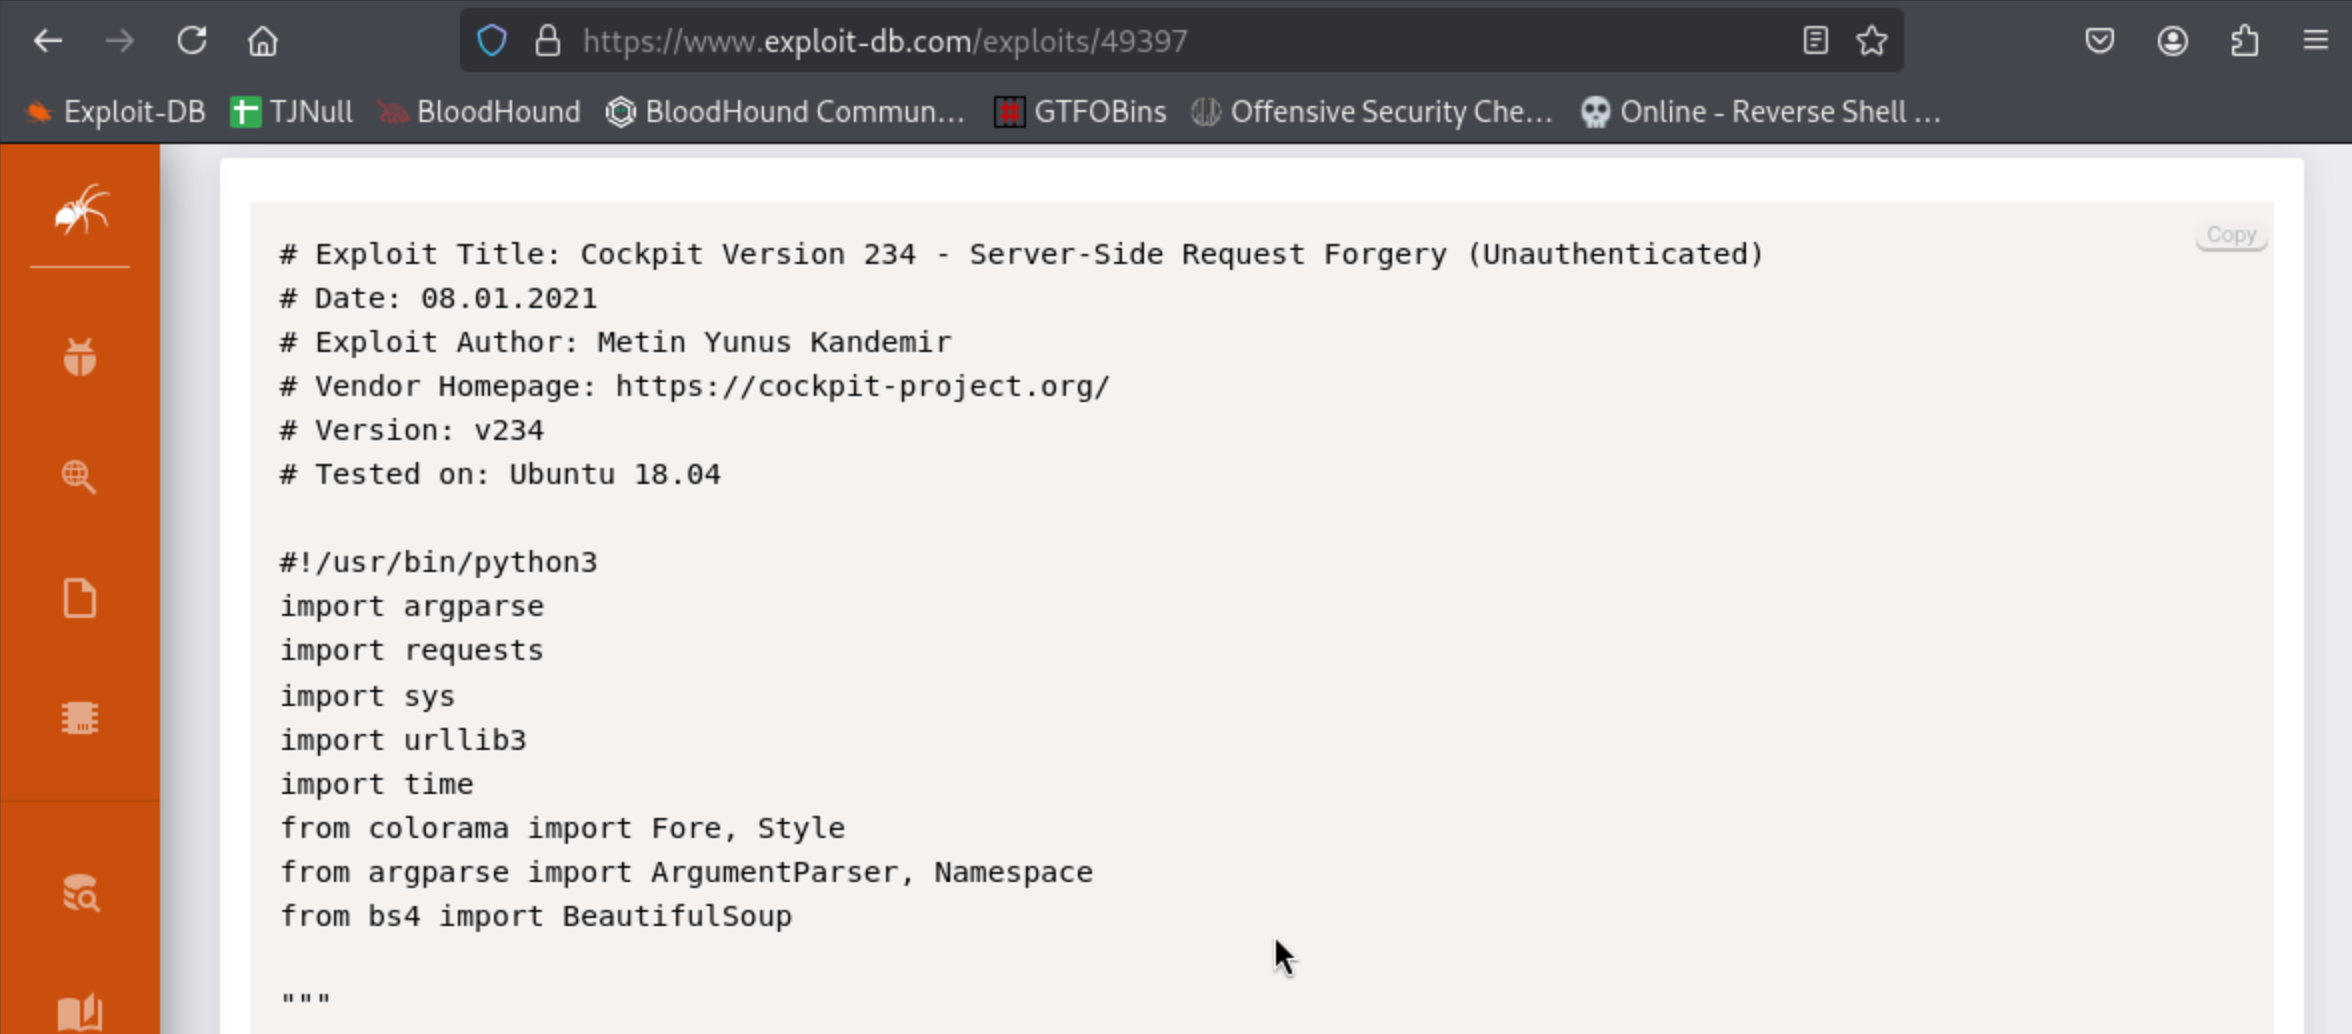 https://www.exploit-db.com/exploits/49397
Exploit-DB TJNull BloodHound BloodHound Commun... GTFOBins Offensive Security Che... Online - Reverse Shell ...
Copy
# Exploit Title: Cockpit Version 234 - Server-Side Request Forgery (Unauthenticated)
# Date: 08.01.2021
# Exploit Author: Metin Yunus Kandemir
# Vendor Homepage: https://cockpit-project.org/
# Version: v234
# Tested on: Ubuntu 18.04
#!/usr/bin/python3
import argparse
import requests
import sys
import urllib3
import time
from colorama import Fore, Style
from argparse import ArgumentParser, Namespace
from bs4 import BeautifulSoup
"""